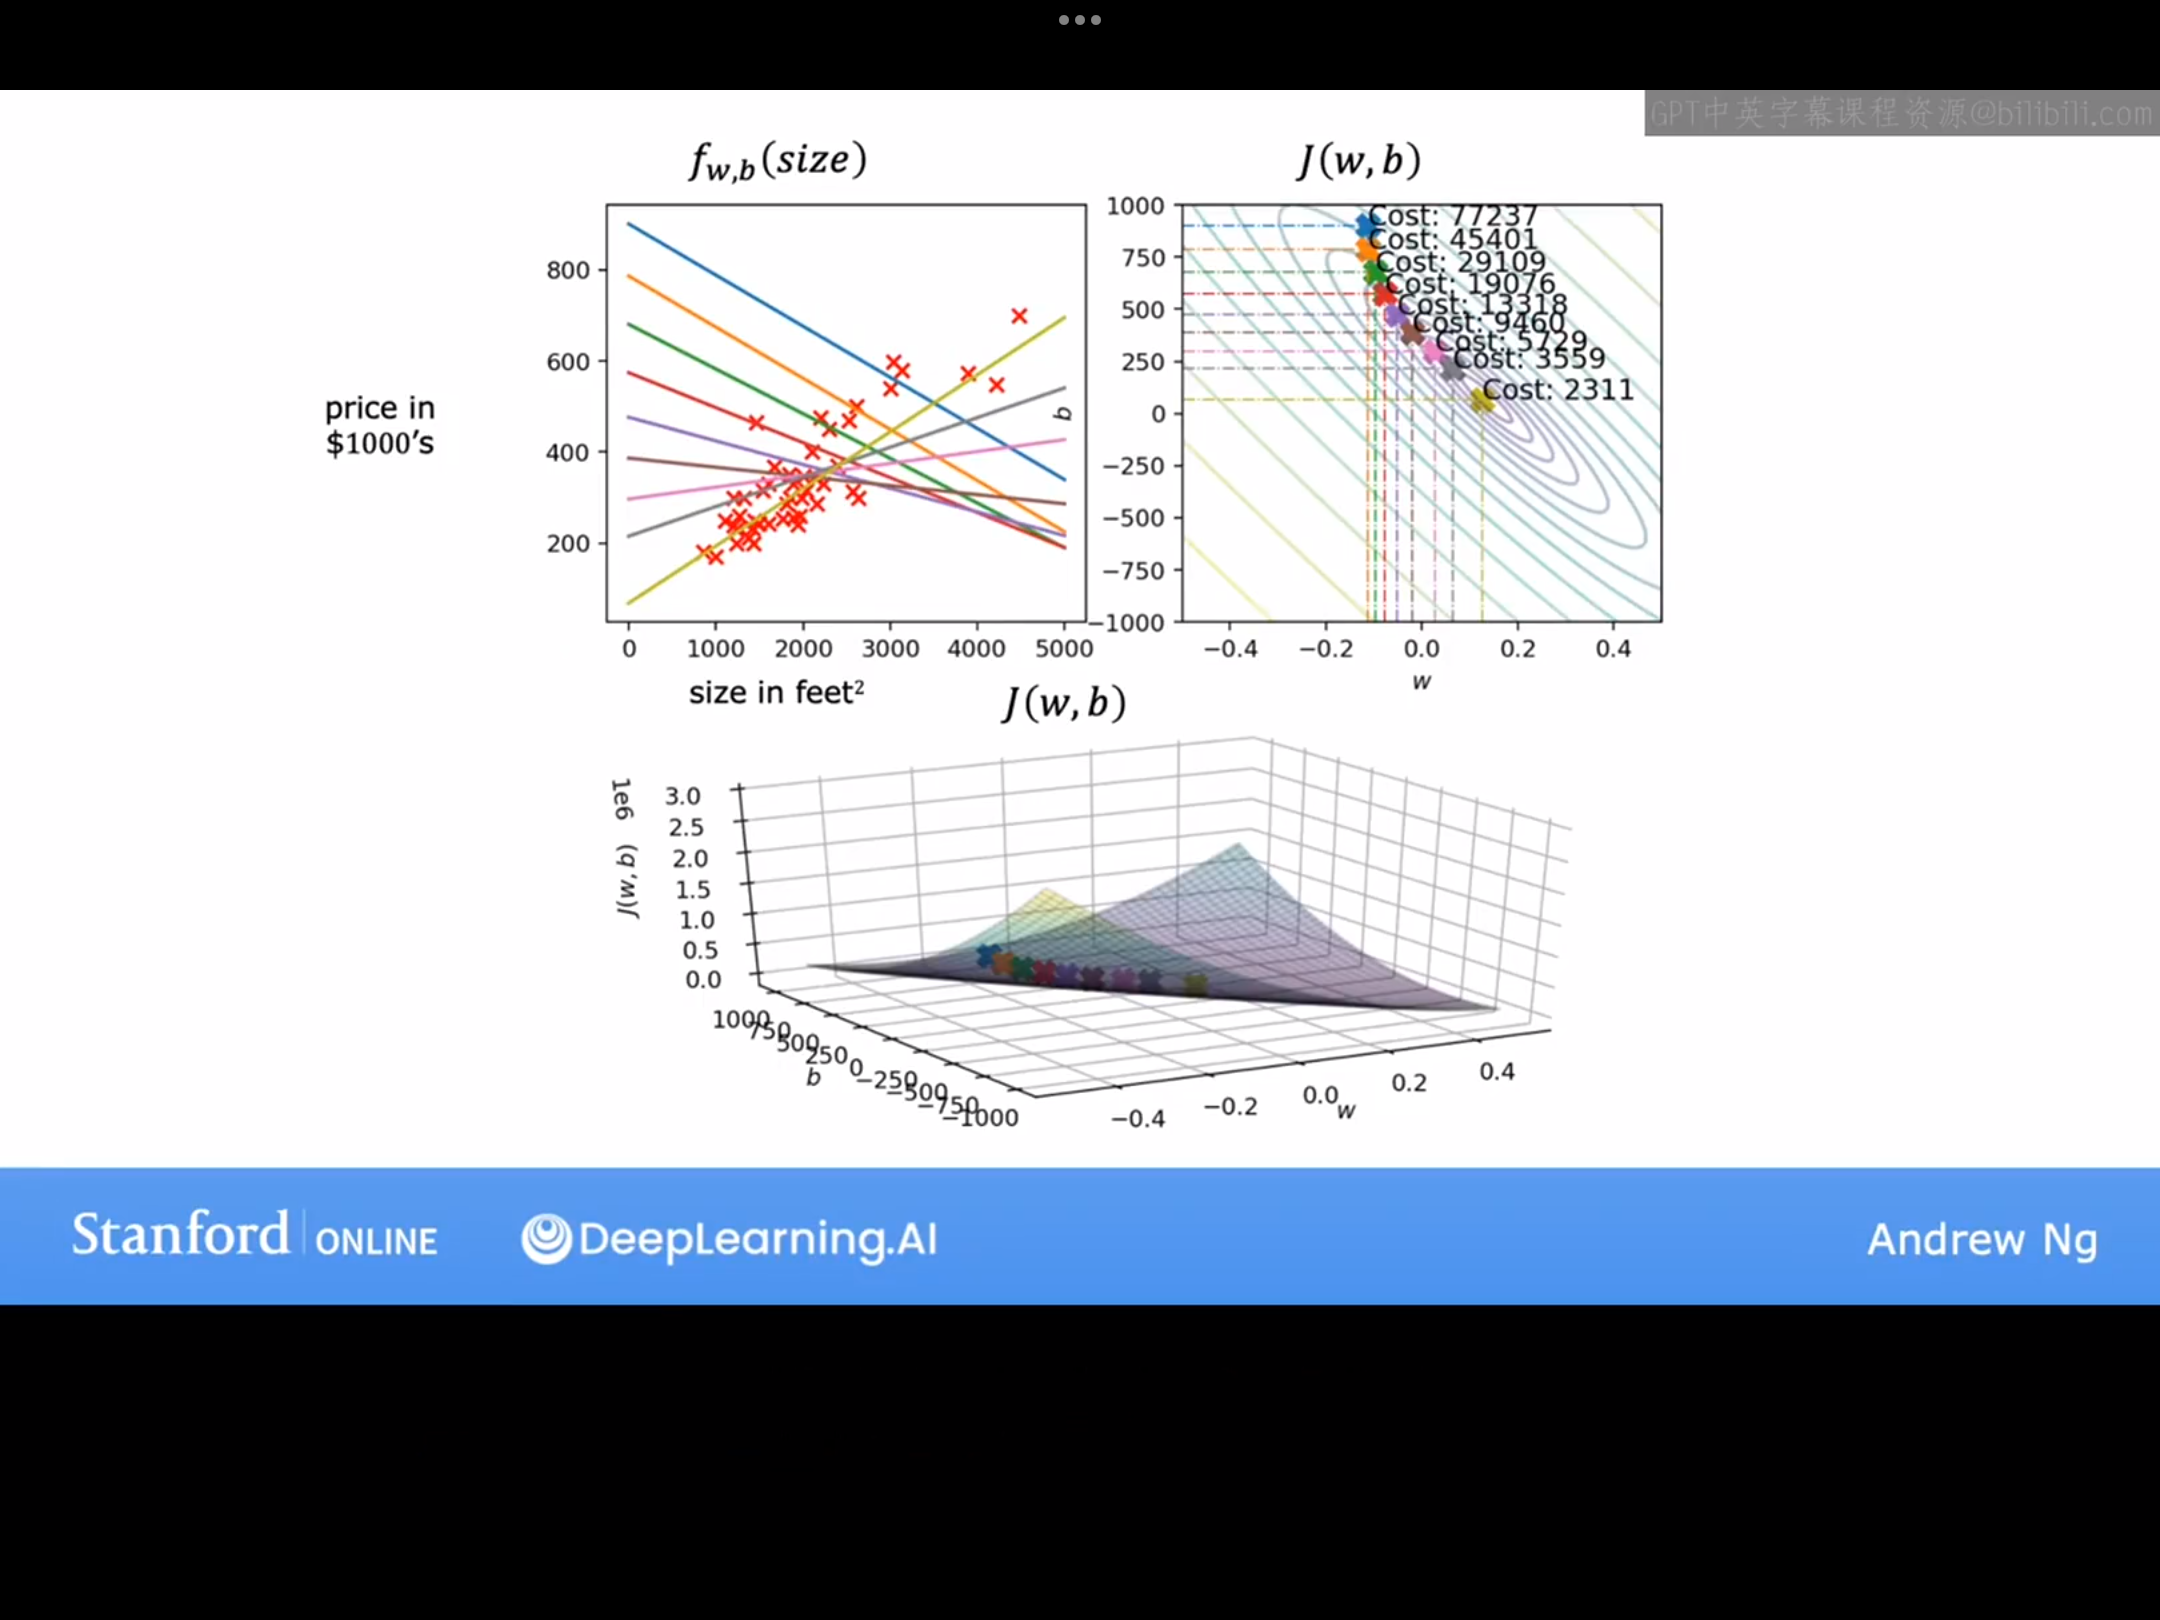 GPT中英字幕课程资源@bilibili.com
f_{w,b}(size)
J(w, b)
price in
$1000's
800
600
400
200
0 1000 2000 3000 4000 5000
size in feet²
b
1000
750
500
250
0
−250
−500
−750
−1000
Cost: 77237
Cost: 45401
Cost: 29109
Cost: 19076
Cost: 13318
Cost: 9460
Cost: 5729
Cost: 3559
Cost: 2311
−0.4 −0.2 0.0 0.2 0.4
w
J(w, b)
1e6
J(w,b)
3.0
2.5
2.0
1.5
1.0
0.5
0.0
1000
750
500
250
0
−250
−500
−750
−1000
b
−0.4 −0.2 0.0 0.2 0.4
w
Stanford ONLINE
DeepLearning.AI
Andrew Ng